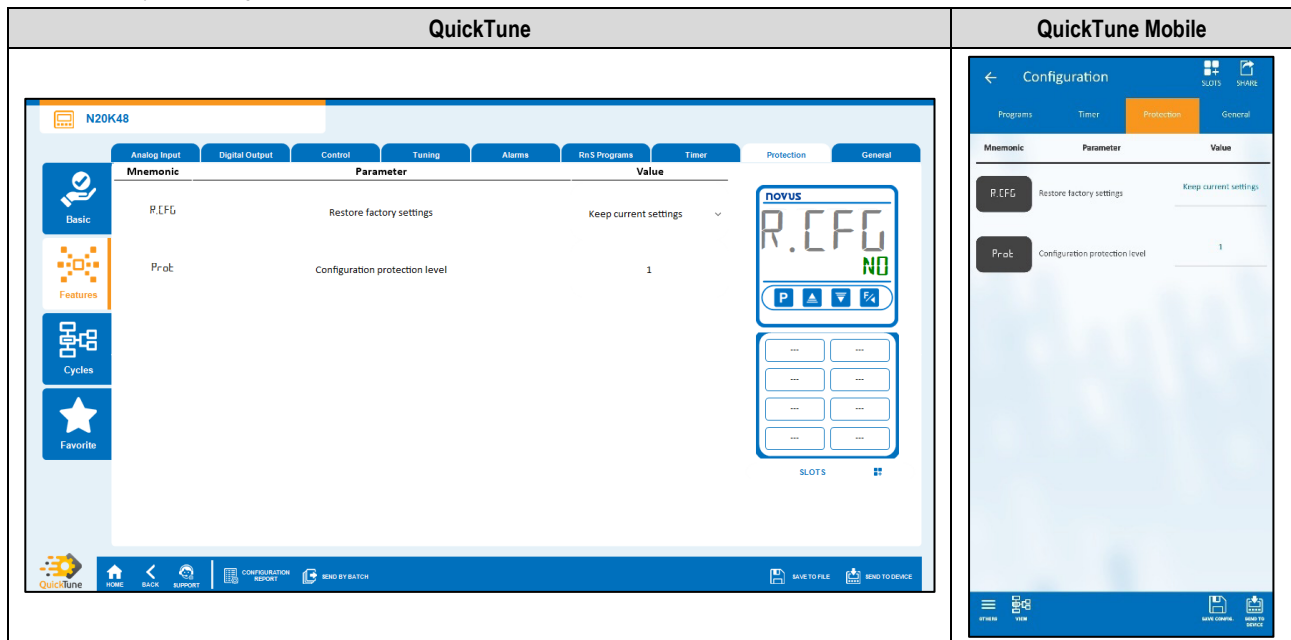 QuickTune
QuickTune Mobile
N20K48
Analog Input Digital Output Control Tuning Alarms RnS Programs Timer Protection General
Mnemonic Parameter Value
R.CFG Restore factory settings Keep current settings
Prot Configuration protection level 1
Basic
Features
Cycles
Favorite
novus
R.CFG
NO
P F
--- ---
--- ---
--- ---
--- ---
SLOTS
QuickTune
HOME BACK SUPPORT CONFIGURATION REPORT SEND BY BATCH SAVE TO FILE SEND TO DEVICE
Configuration SLOTS SHARE
Programs Timer Protection General
Mnemonic Parameter Value
R.CFG Restore factory settings Keep current settings
Prot Configuration protection level 1
OTHERS VIEW SAVE CONFIG. SEND TO DEVICE